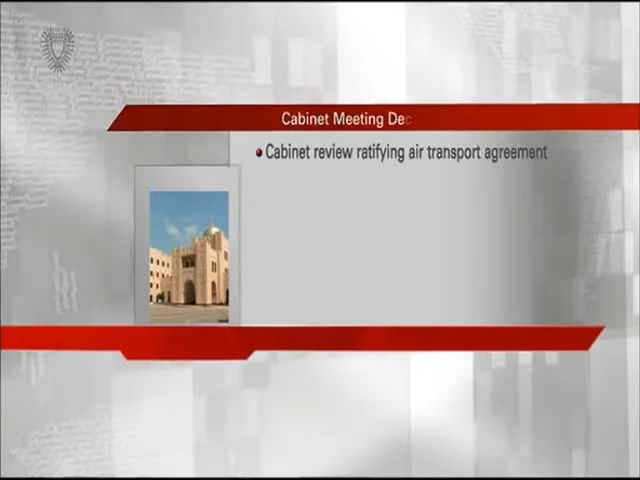 Cabinet Meeting Dec
Cabinet review ratifying air transport agreement